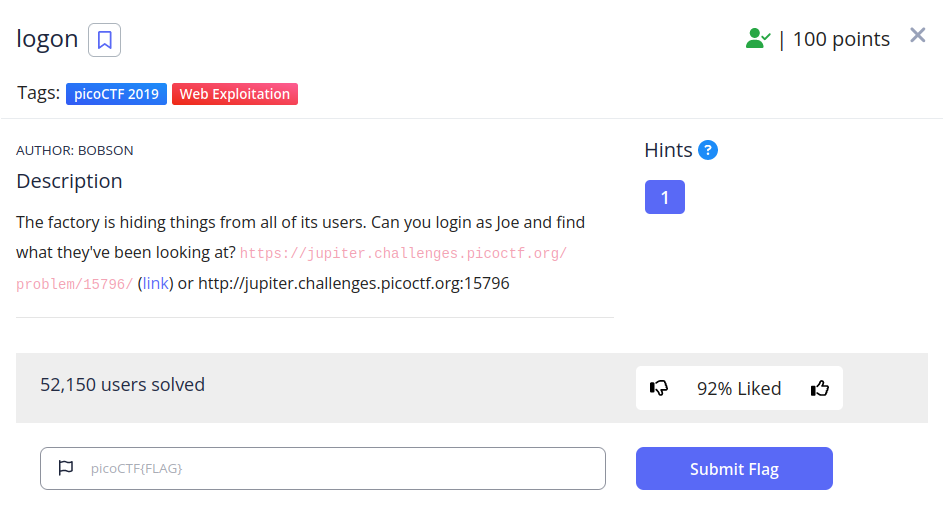 logon
| 100 points
Tags: picoCTF 2019 Web Exploitation
AUTHOR: BOBSON
Description
The factory is hiding things from all of its users. Can you login as Joe and find
what they've been looking at? https://jupiter.challenges.picoctf.org/
problem/15796/ (link) or http://jupiter.challenges.picoctf.org:15796
Hints ?
1
52,150 users solved
92% Liked
picoCTF{FLAG}
Submit Flag